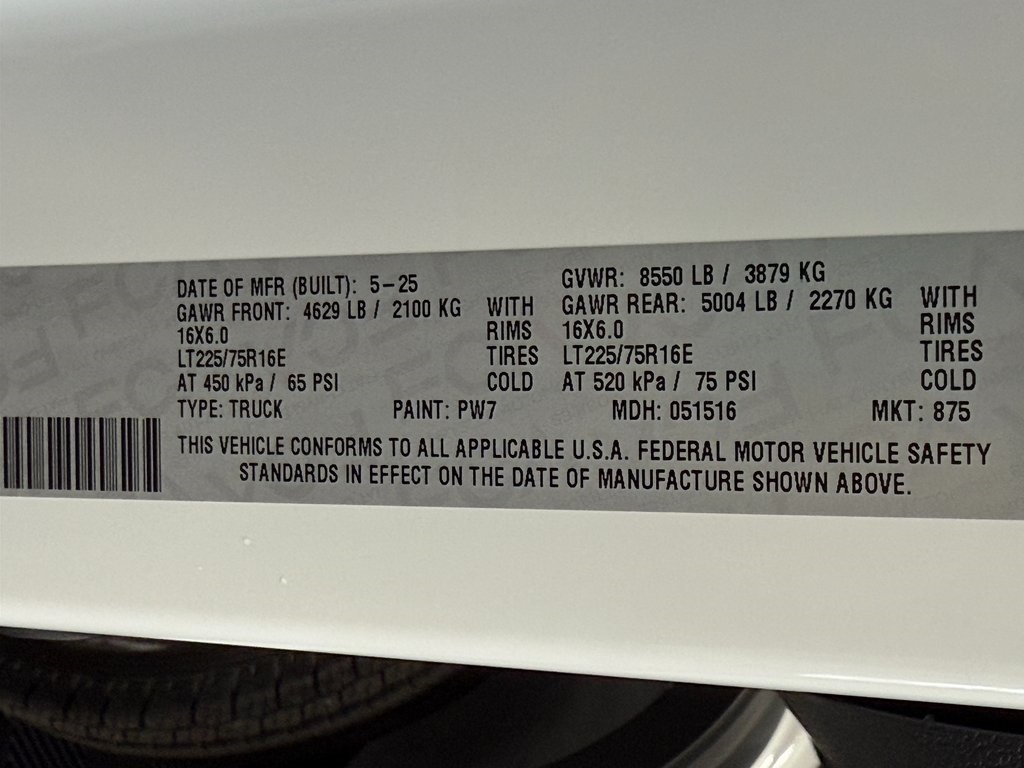 DATE OF MFR (BUILT): 5-25 GVWR: 8550 LB / 3879 KG
GAWR FRONT: 4629 LB / 2100 KG WITH GAWR REAR: 5004 LB / 2270 KG WITH
16X6.0 RIMS 16X6.0 RIMS
LT225/75R16E TIRES LT225/75R16E TIRES
AT 450 kPa / 65 PSI COLD AT 520 kPa / 75 PSI COLD
TYPE: TRUCK PAINT: PW7 MDH: 051516 MKT: 875
THIS VEHICLE CONFORMS TO ALL APPLICABLE U.S.A. FEDERAL MOTOR VEHICLE SAFETY
STANDARDS IN EFFECT ON THE DATE OF MANUFACTURE SHOWN ABOVE.